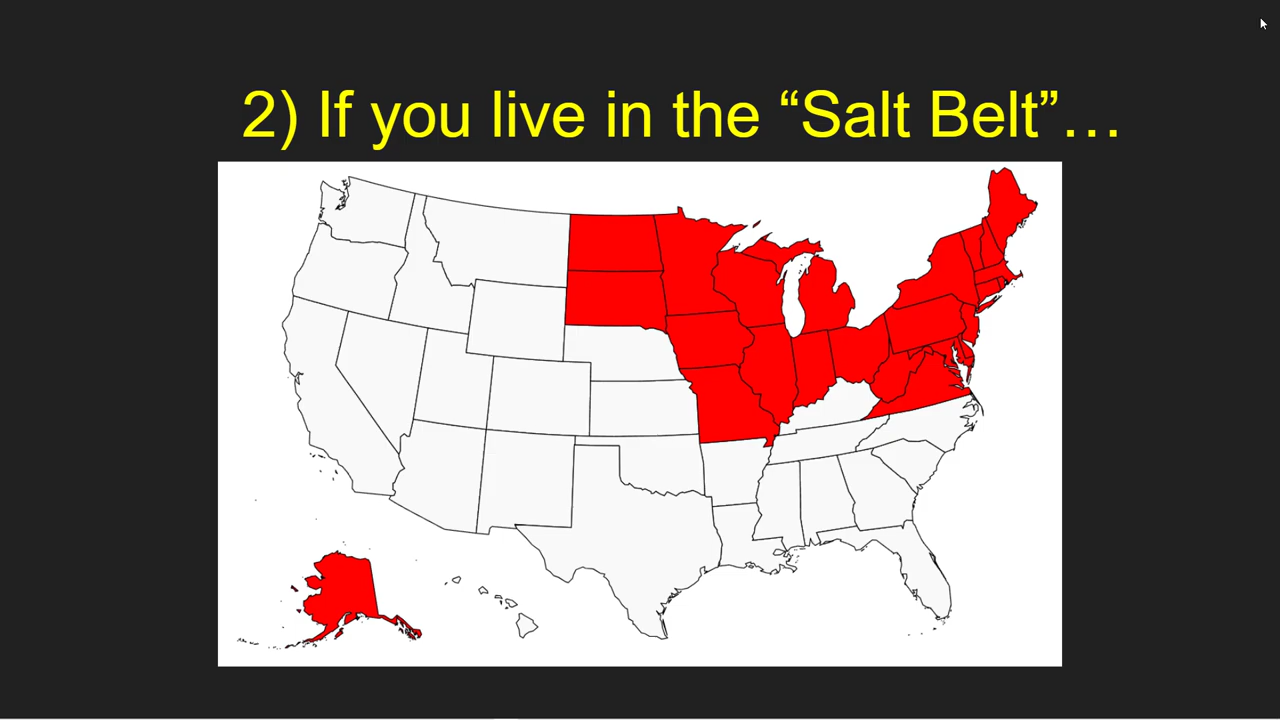 2) If you live in the “Salt Belt”…